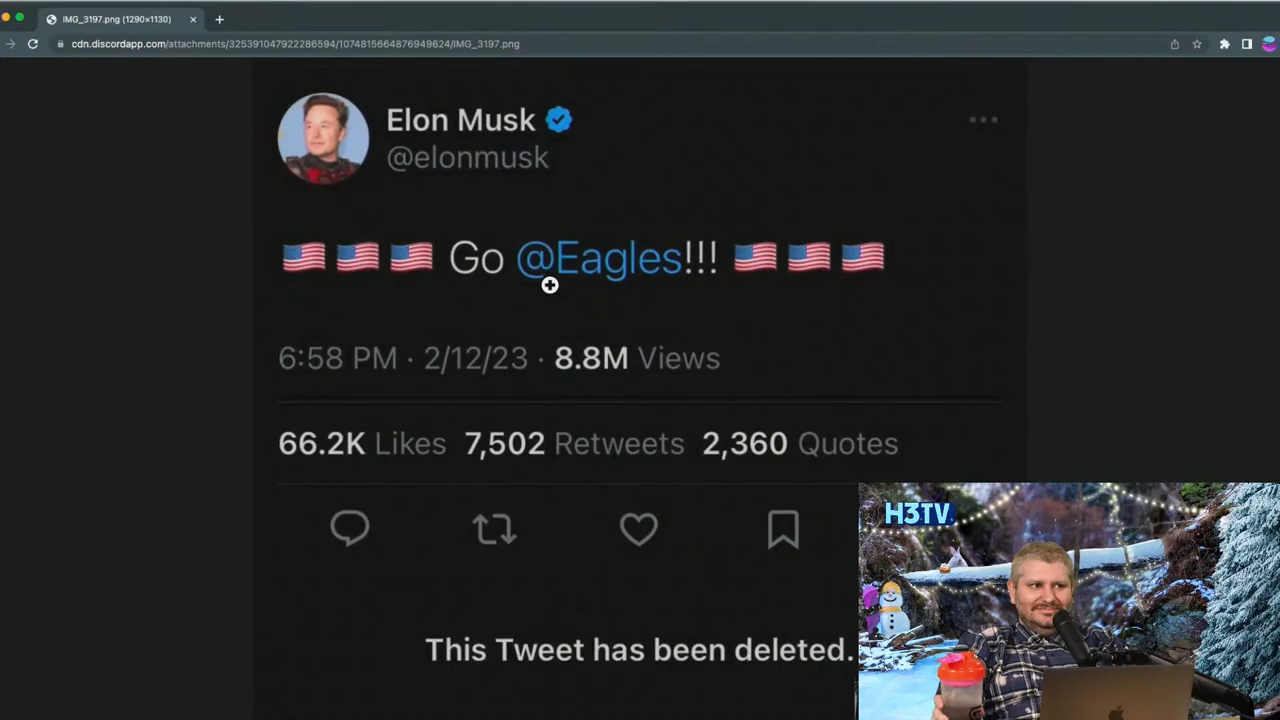 IMG_3197.png (1290×1130)
cdn.discordapp.com/attachments/325391047922286594/1074815664876949624/IMG_3197.png
Elon Musk
@elonmusk
🇺🇸 🇺🇸 🇺🇸 Go @Eagles!!! 🇺🇸 🇺🇸 🇺🇸
6:58 PM · 2/12/23 · 8.8M Views
66.2K Likes 7,502 Retweets 2,360 Quotes
H3TV
This Tweet has been deleted.